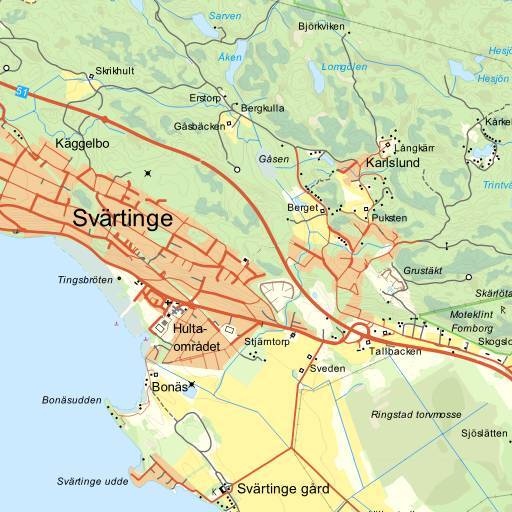 Björkviken
Sarven
Åken
Lomgölen
Hesjön
Skrikhult
51
Erstorp
Bergkulla
Gåsbäcken
Kärke
Käggelbo
Gåsen
Långkärr
Karlslund
Trintvä
Svärtinge
Berget
Puksten
Tingsbröten
Grustäkt
Skärlöta
Moteklint
R
Fornborg
Hulta-
området
Stjärntorp
Tallbacken
Skogslo
Sveden
Bonäs
Bonäsudden
Ringstad torvmosse
Sjöslätten
Svärtinge udde
K
Svärtinge gård